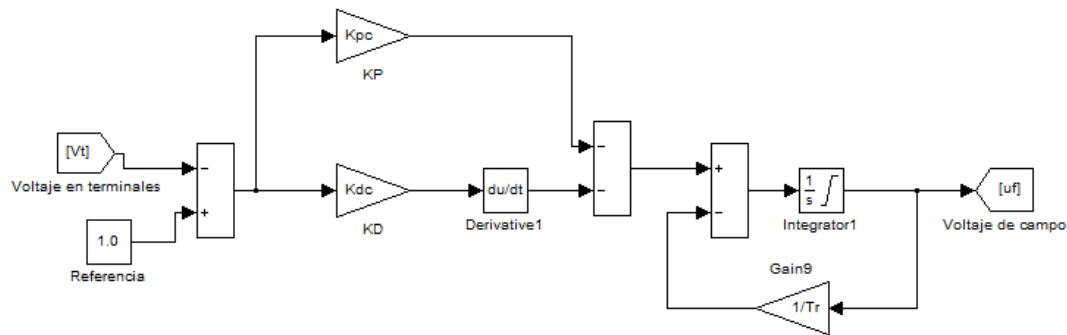 Kpc
KP
[Vt]
Voltaje en terminales
−
+
1.0
Referencia
Kdc
KD
du/dt
Derivative1
−
−
+
−
1
s
Integrator1
[uf]
Voltaje de campo
Gain9
1/Tr